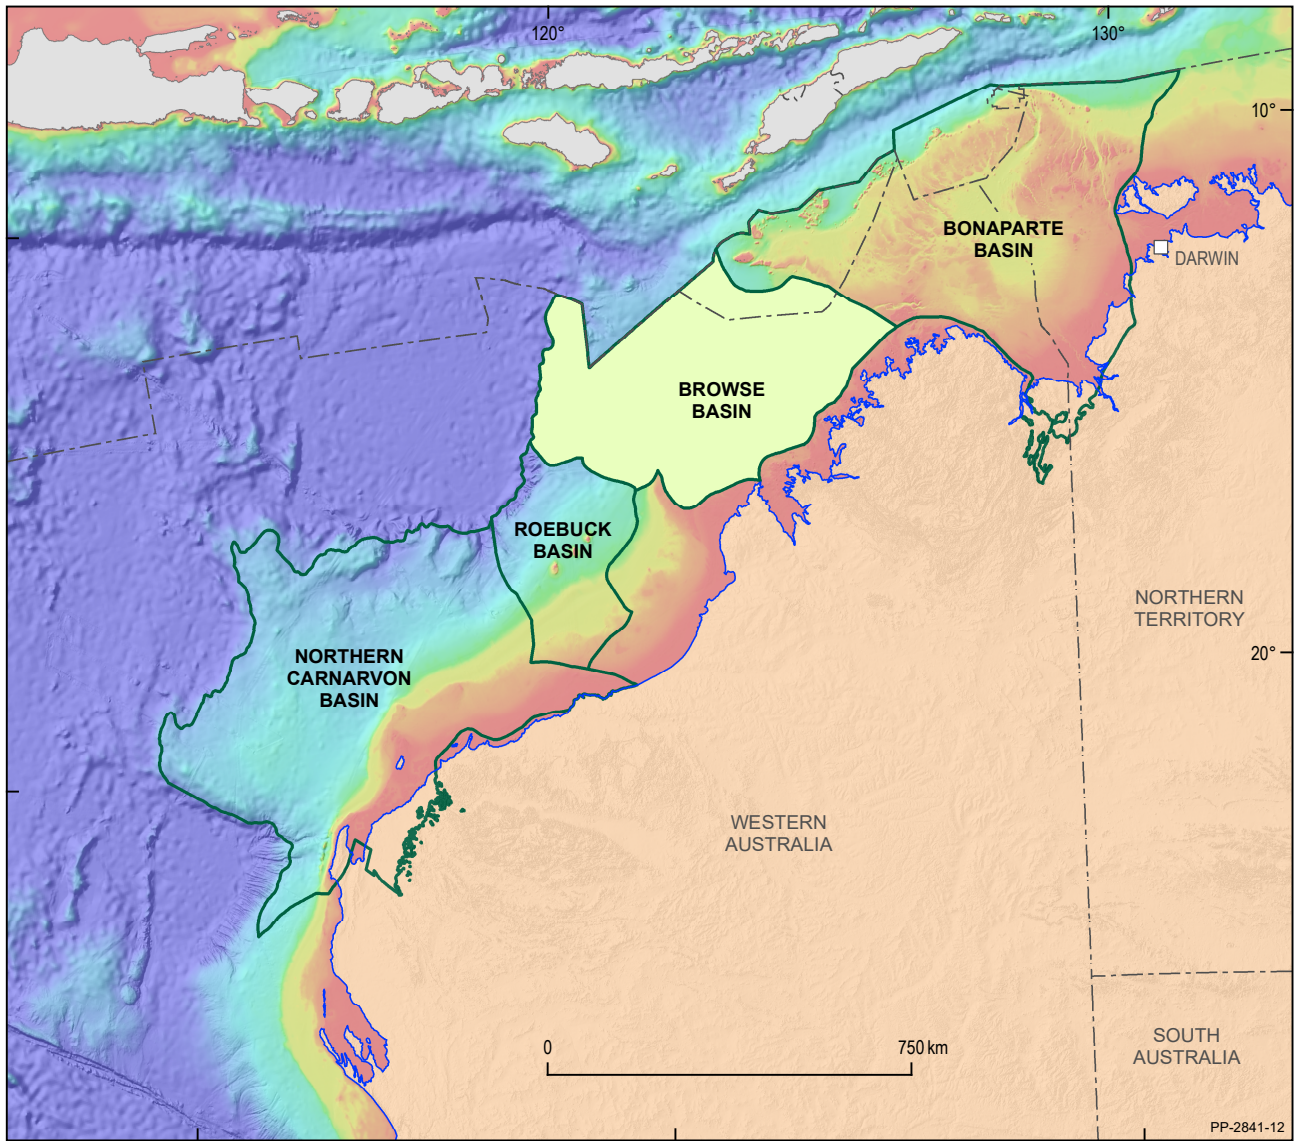 120°
130°
10°
BONAPARTE
BASIN
DARWIN
BROWSE
BASIN
ROEBUCK
BASIN
NORTHERN
TERRITORY
20°
NORTHERN
CARNARVON
BASIN
WESTERN
AUSTRALIA
0
750 km
SOUTH
AUSTRALIA
PP-2841-12